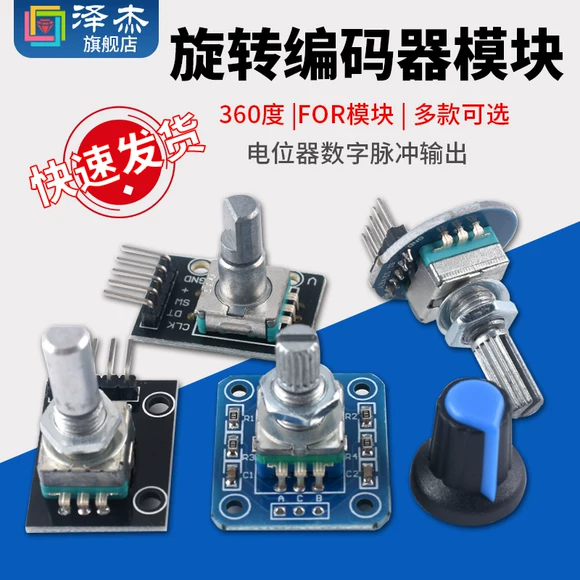 泽杰
旗舰店
旋转编码器模块
360度 |FOR模块 | 多款可选
电位器数字脉冲输出
快速发货
GND
+
SW
DT
CLK
R1
R2
R3
R4
C1
C2
A C B